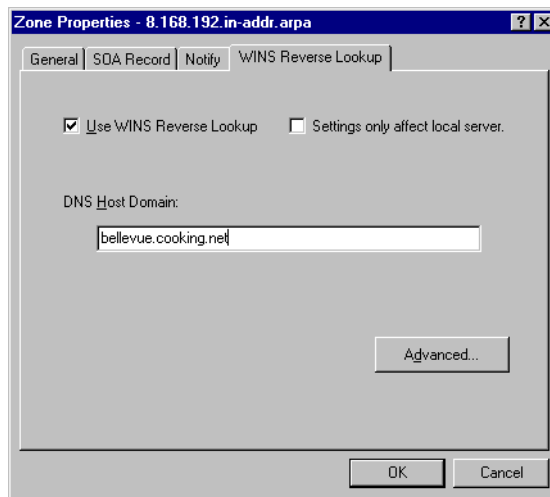 Zone Properties - 8.168.192.in-addr.arpa
General SOA Record Notify WINS Reverse Lookup
Use WINS Reverse Lookup Settings only affect local server.
DNS Host Domain:
bellevue.cooking.net
Advanced...
OK Cancel